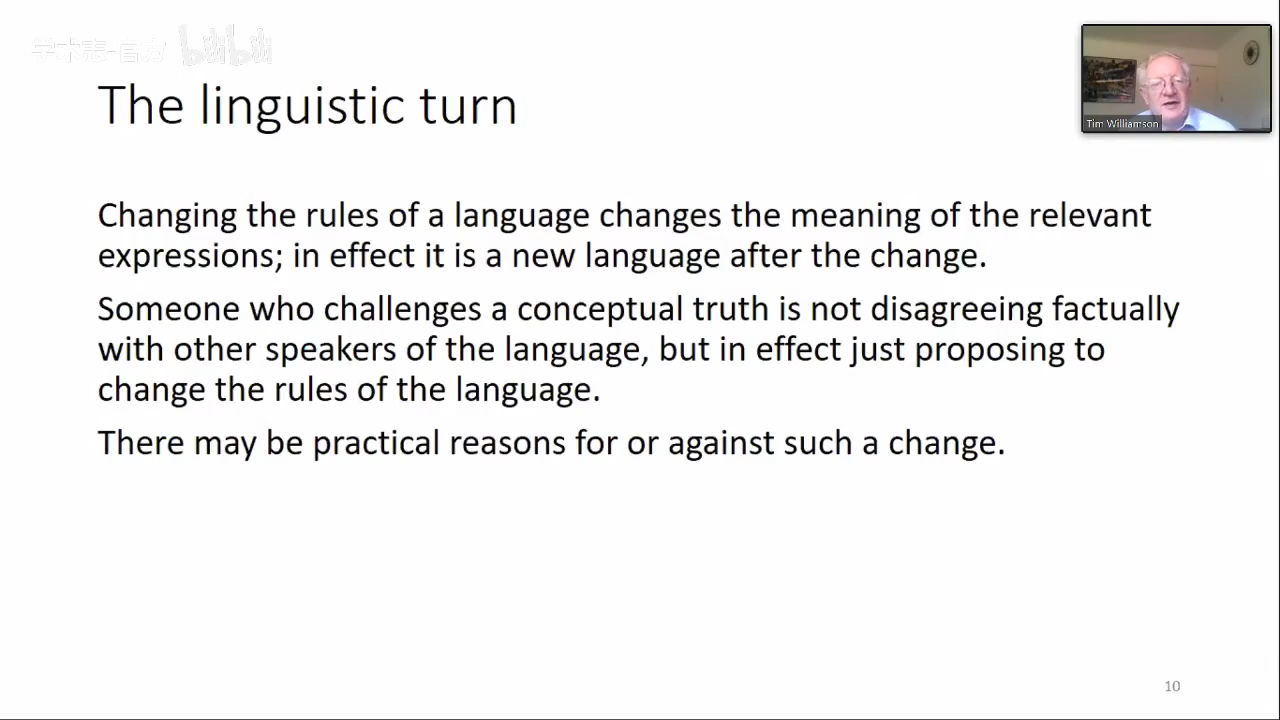 bilibili
The linguistic turn
Tim Williamson
Changing the rules of a language changes the meaning of the relevant
expressions; in effect it is a new language after the change.
Someone who challenges a conceptual truth is not disagreeing factually
with other speakers of the language, but in effect just proposing to
change the rules of the language.
There may be practical reasons for or against such a change.
10